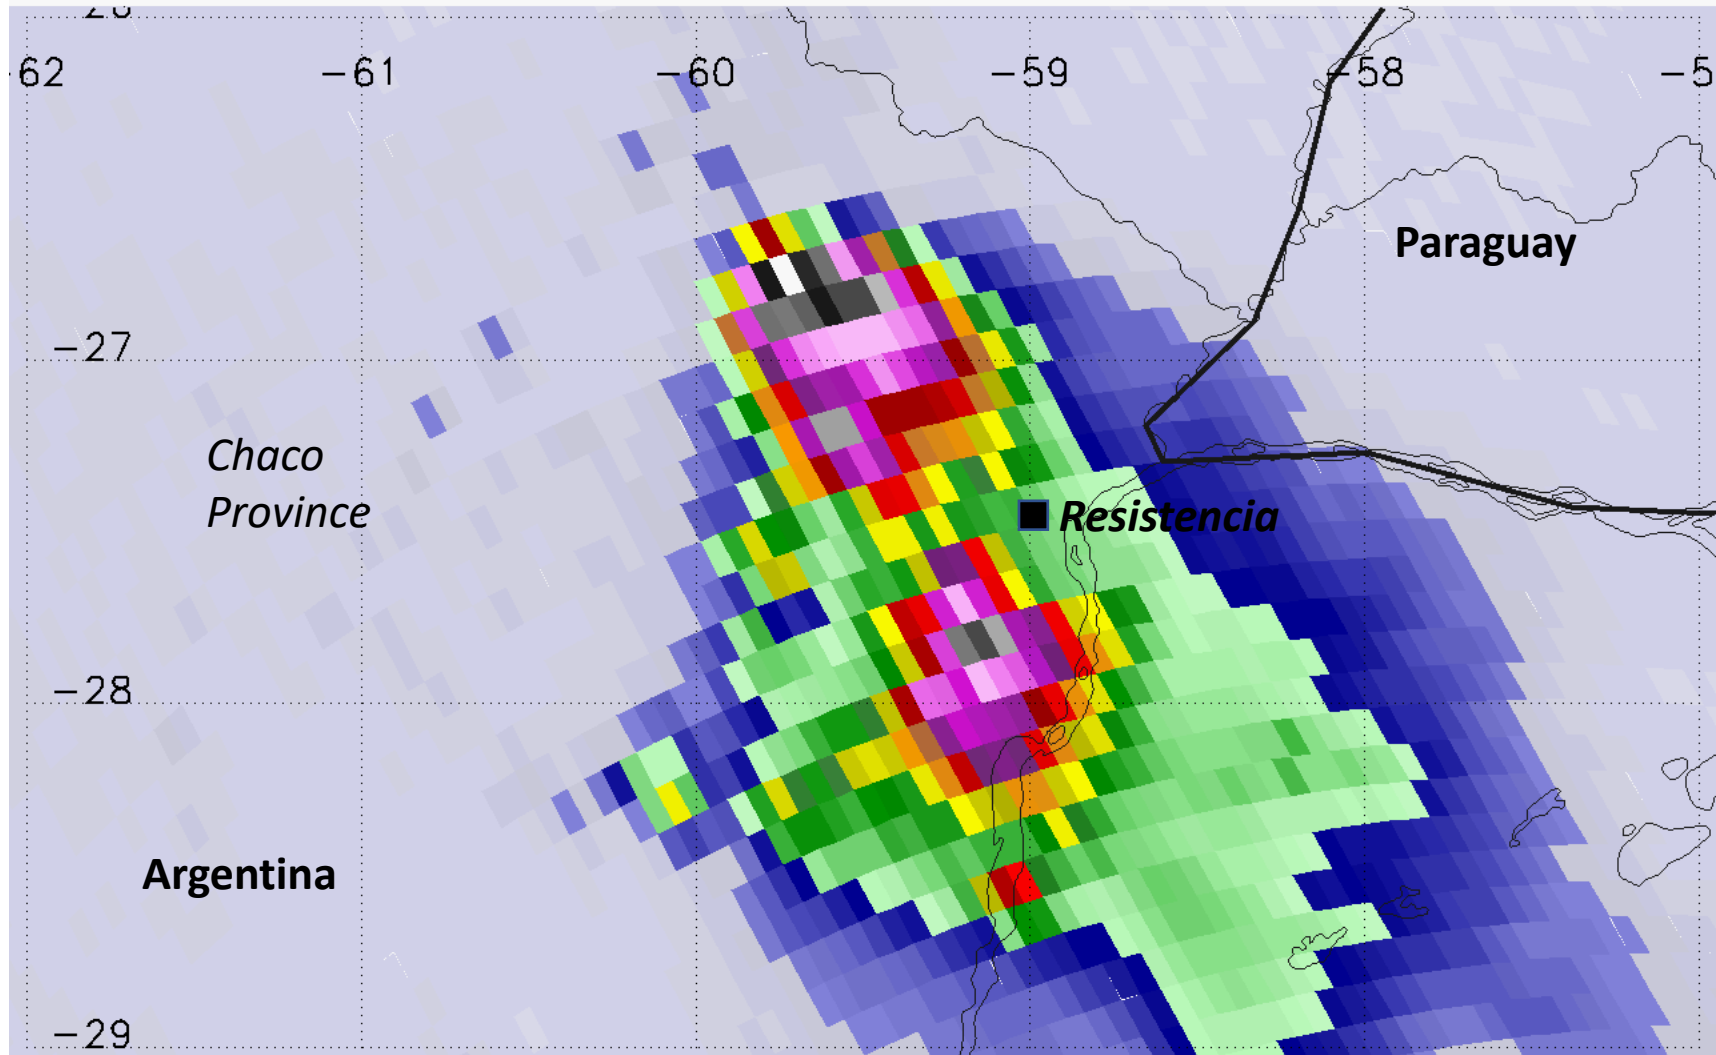 -62 -61 -60 -59 -58
Paraguay
-27
Chaco
Province
Resistencia
-28
Argentina
-29